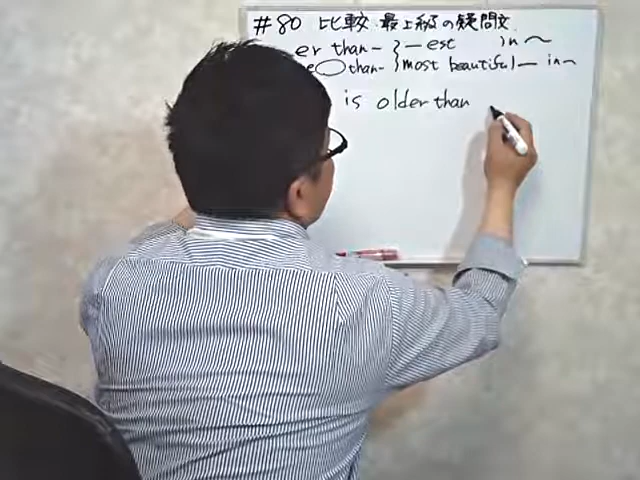 #80 比較・最上級の疑問文
er than- }-est in ~
than- }most beautiful- in~
is older than